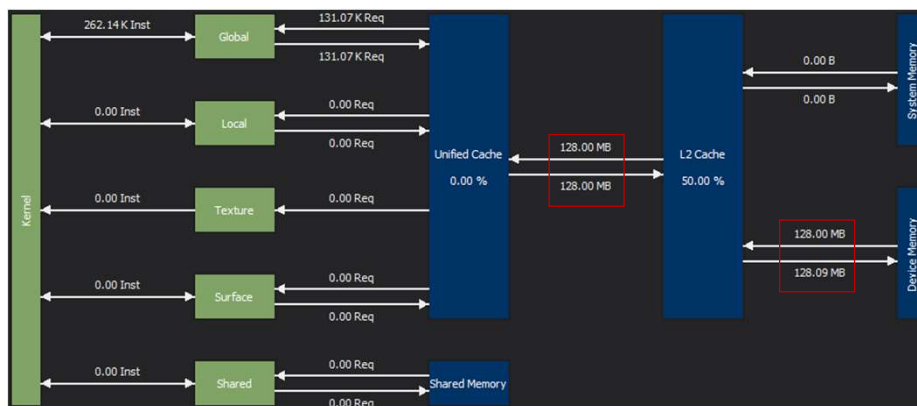 131.07 K Req
262.14 K Inst
Global
131.07 K Req
0.00 B
System Memory
0.00 B
0.00 Req
0.00 Inst
Local
0.00 Req
Unified Cache
128.00 MB
L2 Cache
0.00 %
128.00 MB
50.00 %
Kernel
0.00 Inst
Texture
0.00 Req
128.00 MB
Device Memory
128.09 MB
0.00 Req
0.00 Inst
Surface
0.00 Req
0.00 Req
0.00 Inst
Shared
Shared Memory
0.00 Req